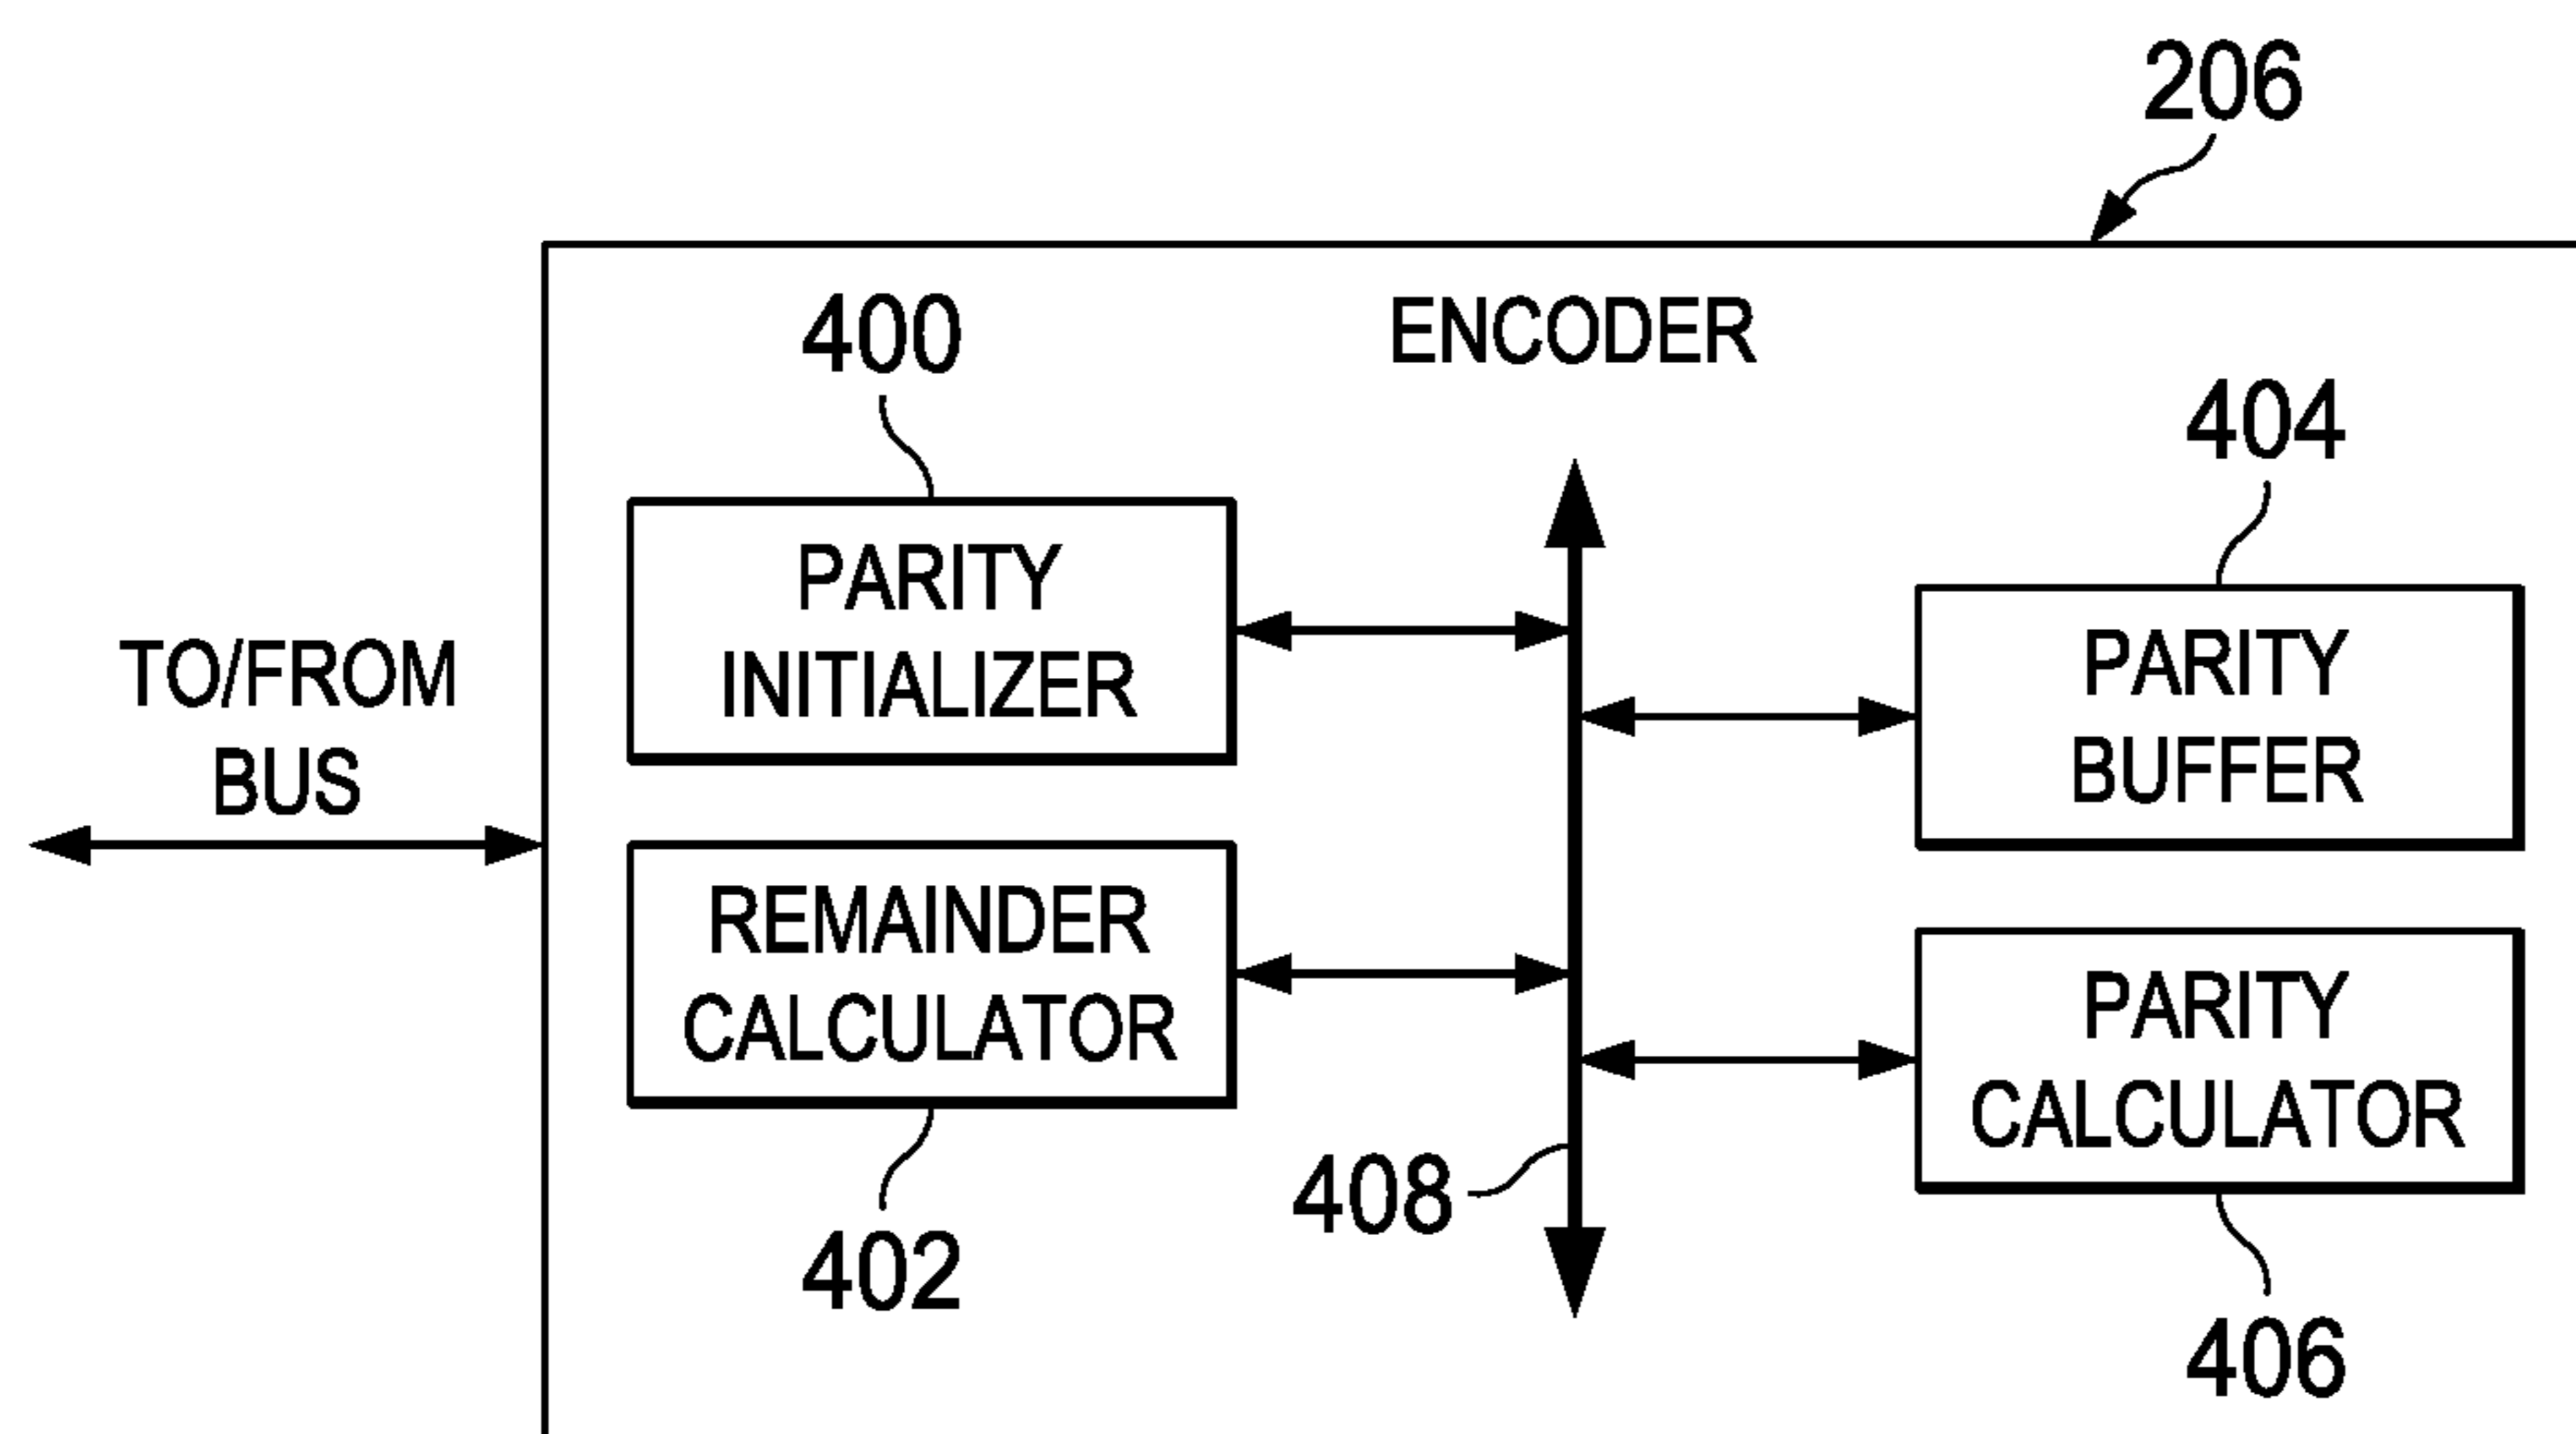 206
ENCODER
400
PARITY
INITIALIZER
404
PARITY
BUFFER
TO/FROM
BUS
REMAINDER
CALCULATOR
402
PARITY
CALCULATOR
406
408